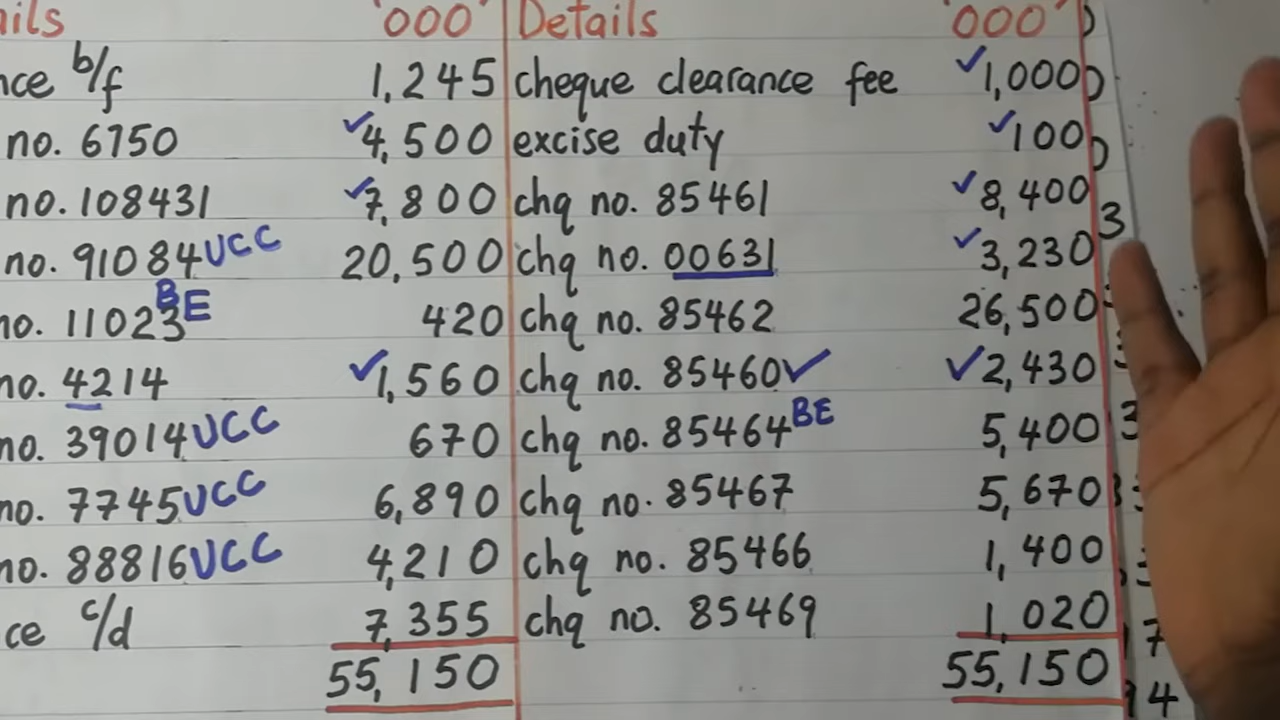 ils '000' Details '000'
nce b/f 1,245 cheque clearance fee ✓1,000
no. 6750 ✓4,500 excise duty ✓100
no. 108431 ✓7,800 chq no. 85461 ✓8,400
no. 91084 UCC 20,500 chq no. 00631 ✓3,230
no. 11023 BE 420 chq no. 85462 26,500
no. 4214 ✓1,560 chq no. 85460✓ ✓2,430
no. 39014 UCC 670 chq no. 85464 BE 5,400
no. 7745 UCC 6,890 chq no. 85467 5,670
no. 88816 UCC 4,210 chq no. 85466 1,400
ce c/d 7,355 chq no. 85469 1,020
55,150 55,150